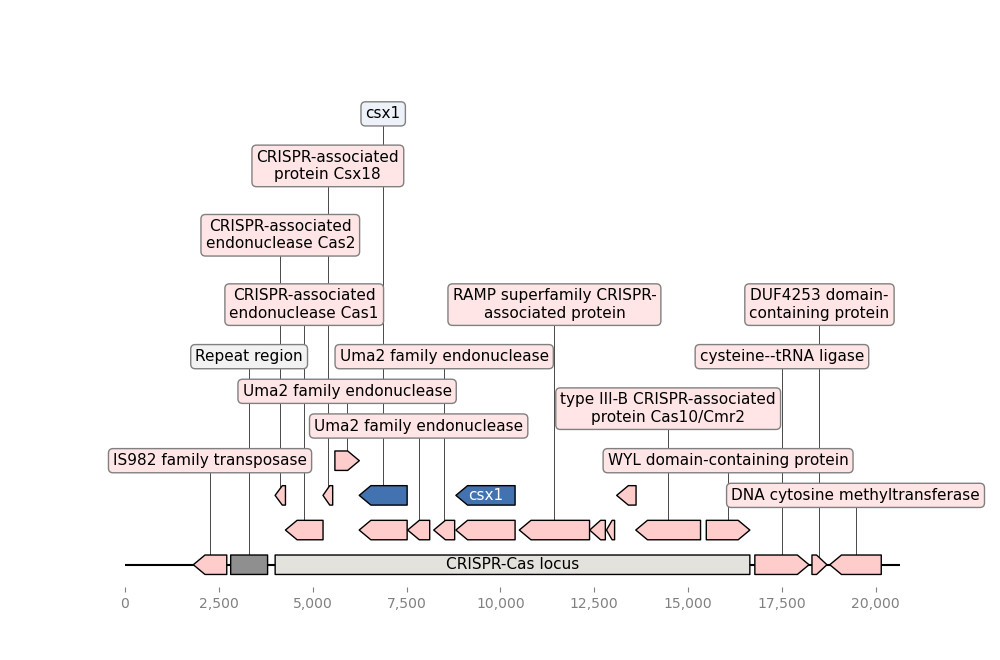 csx1
CRISPR-associated
protein Csx18
CRISPR-associated
endonuclease Cas2
CRISPR-associated
endonuclease Cas1
RAMP superfamily CRISPR-
associated protein
DUF4253 domain-
containing protein
Repeat region
Uma2 family endonuclease
cysteine--tRNA ligase
Uma2 family endonuclease
type III-B CRISPR-associated
protein Cas10/Cmr2
Uma2 family endonuclease
IS982 family transposase
WYL domain-containing protein
csx1
DNA cytosine methyltransferase
CRISPR-Cas locus
0
2,500
5,000
7,500
10,000
12,500
15,000
17,500
20,000